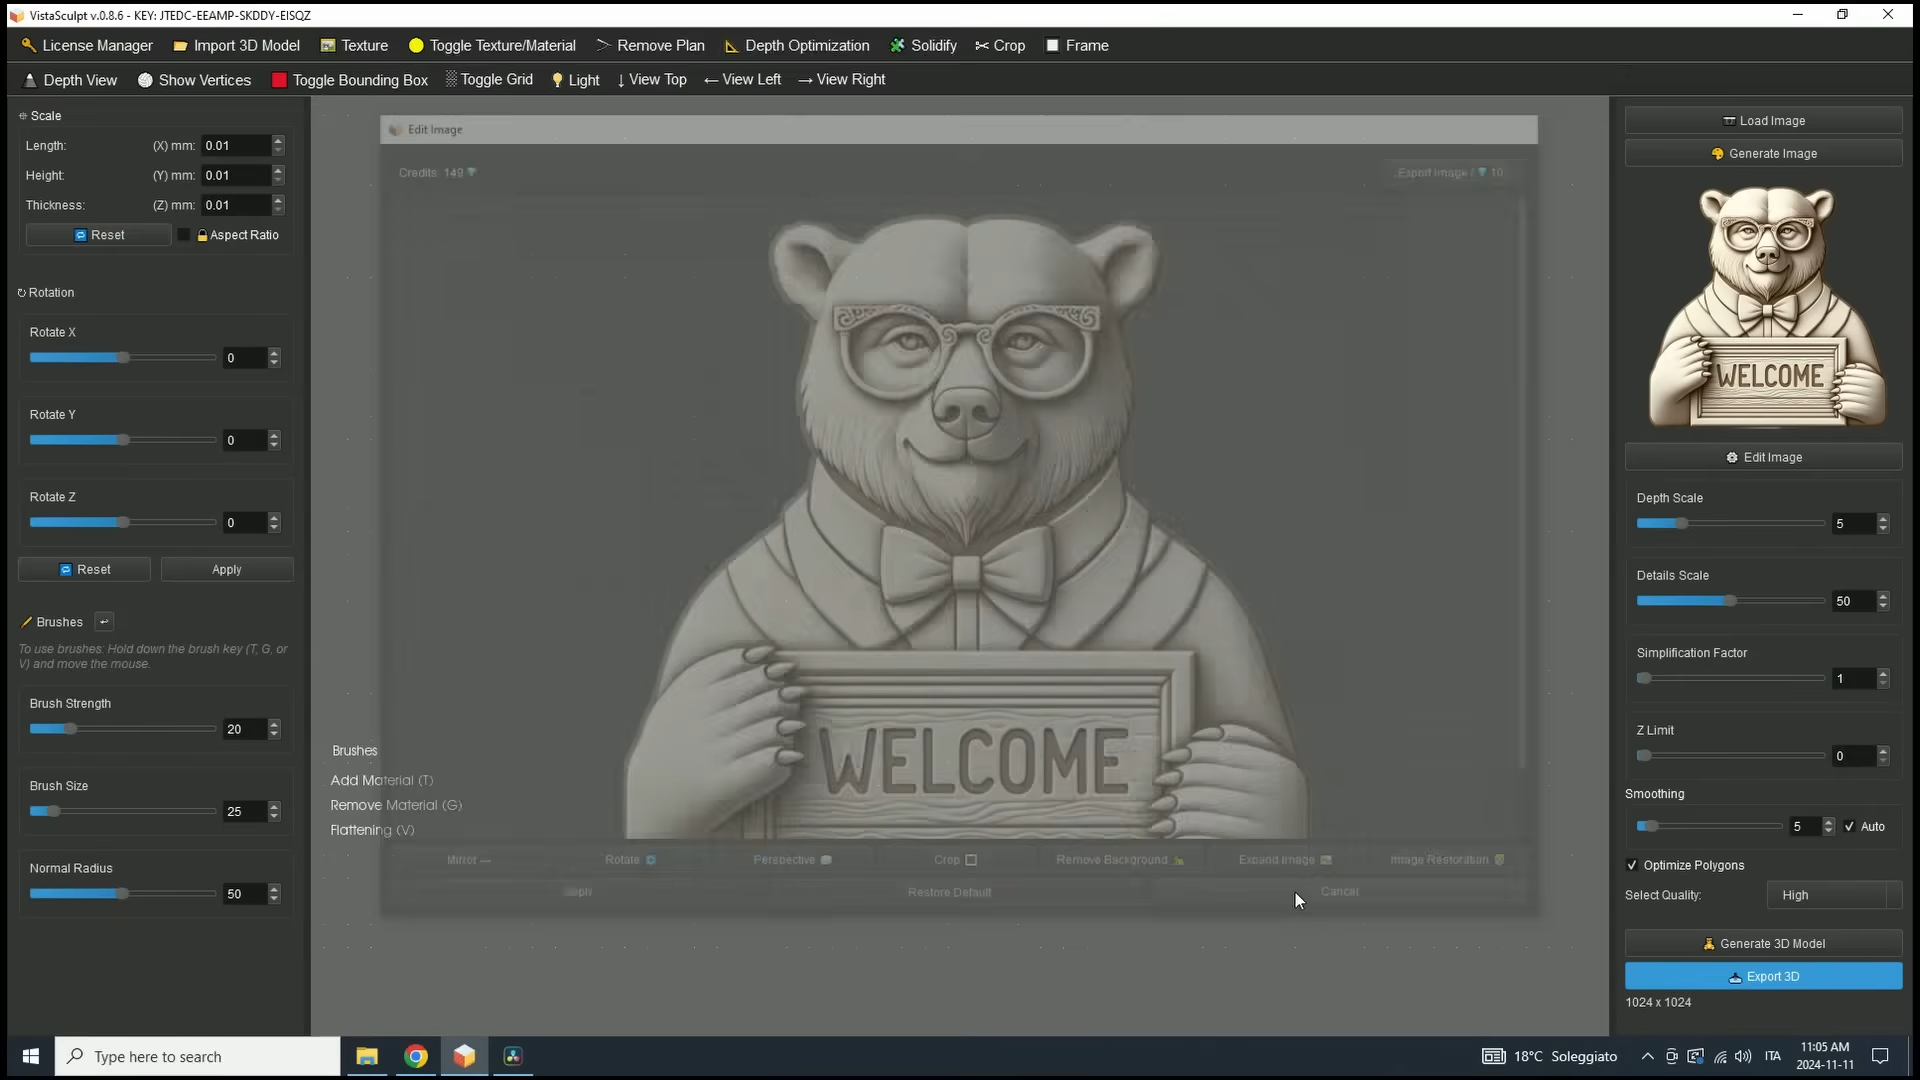 VistaSculpt v.0.8.6 - KEY: JTEDC-EEAMP-SKDDY-EISQZ
License Manager Import 3D Model Texture Toggle Texture/Material Remove Plan Depth Optimization Solidify Crop Frame
Depth View Show Vertices Toggle Bounding Box Toggle Grid Light ↓ View Top ← View Left → View Right
Scale
Length: (X) mm: 0.01
Height: (Y) mm: 0.01
Thickness: (Z) mm: 0.01
Reset Aspect Ratio
Rotation
Rotate X
0
Rotate Y
0
Rotate Z
0
Reset Apply
Brushes
To use brushes: Hold down the brush key (T, G, or
V) and move the mouse.
Brush Strength
20
Brush Size
25
Normal Radius
50
Edit Image
Credits: 149
Export Image / 10
WELCOME
Brushes
Add Material (T)
Remove Material (G)
Flattening (V)
Mirror Rotate Perspective Crop Remove Background Expand Image Image Restoration
Apply Restore Default Cancel
Load Image
Generate Image
WELCOME
Edit Image
Depth Scale
5
Details Scale
50
Simplification Factor
1
Z Limit
0
Smoothing
5 Auto
Optimize Polygons
Select Quality: High
Generate 3D Model
Export 3D
1024 x 1024
Type here to search
18°C Soleggiato
ITA
11:05 AM
2024-11-11